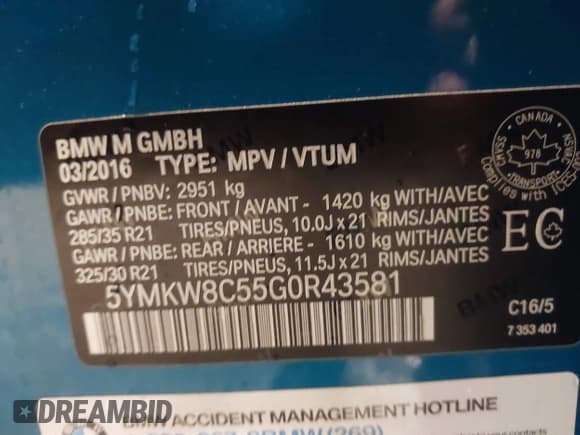 BMW M GMBH
03/2016 TYPE: MPV / VTUM
GVWR / PNBV: 2951 kg
GAWR / PNBE: FRONT / AVANT - 1420 kg WITH/AVEC
285/35 R21 TIRES/PNEUS, 10.0J x 21 RIMS/JANTES
GAWR / PNBE: REAR / ARRIERE - 1610 kg WITH/AVEC
325/30 R21 TIRES/PNEUS, 11.5J x 21 RIMS/JANTES
5YMKW8C55G0R43581
CANADA
978
TRANSPORT
EC
C16/5
7 353 401
BMW ACCIDENT MANAGEMENT HOTLINE
DREAMBID